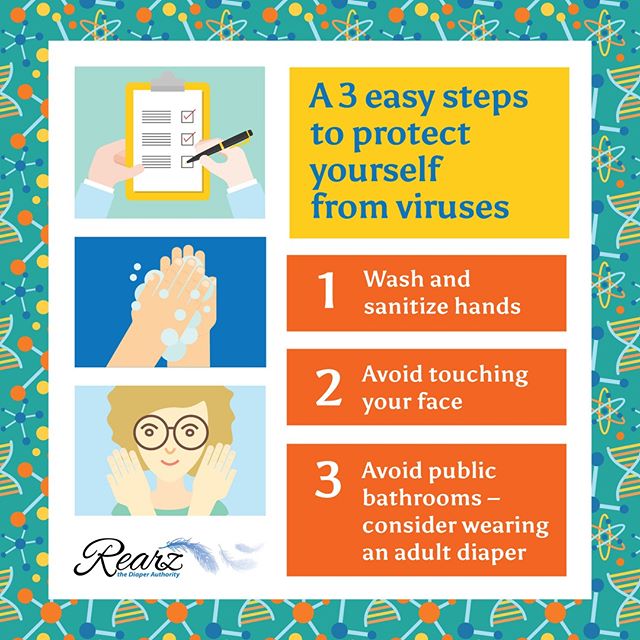 A 3 easy steps
to protect
yourself
from viruses
1
Wash and
sanitize hands
2
Avoid touching
your face
3
Avoid public
bathrooms –
consider wearing
an adult diaper
Rearz
the Diaper Authority